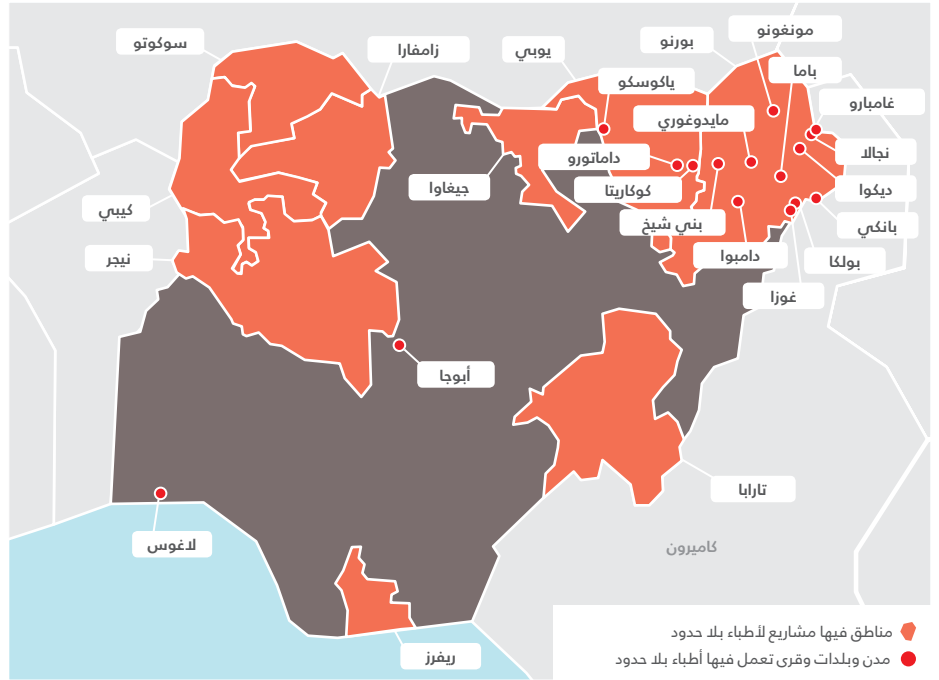 مونغونو
بورنو
زامفارا
سوكوتو
يوبي
باما
ياكوسكو
غامبارو
مايدوغوري
نجالا
داماتورو
ديكوا
كوكاريتا
جيغاوا
كيبي
بني شيخ
بانكي
نيجر
دامبوا
بولكا
غوزا
أبوجا
تارابا
لاغوس
كاميرون
ريفرز
مناطق فيها مشاريع لأطباء بلا حدود
مدن وبلدات وقرى تعمل فيها أطباء بلا حدود